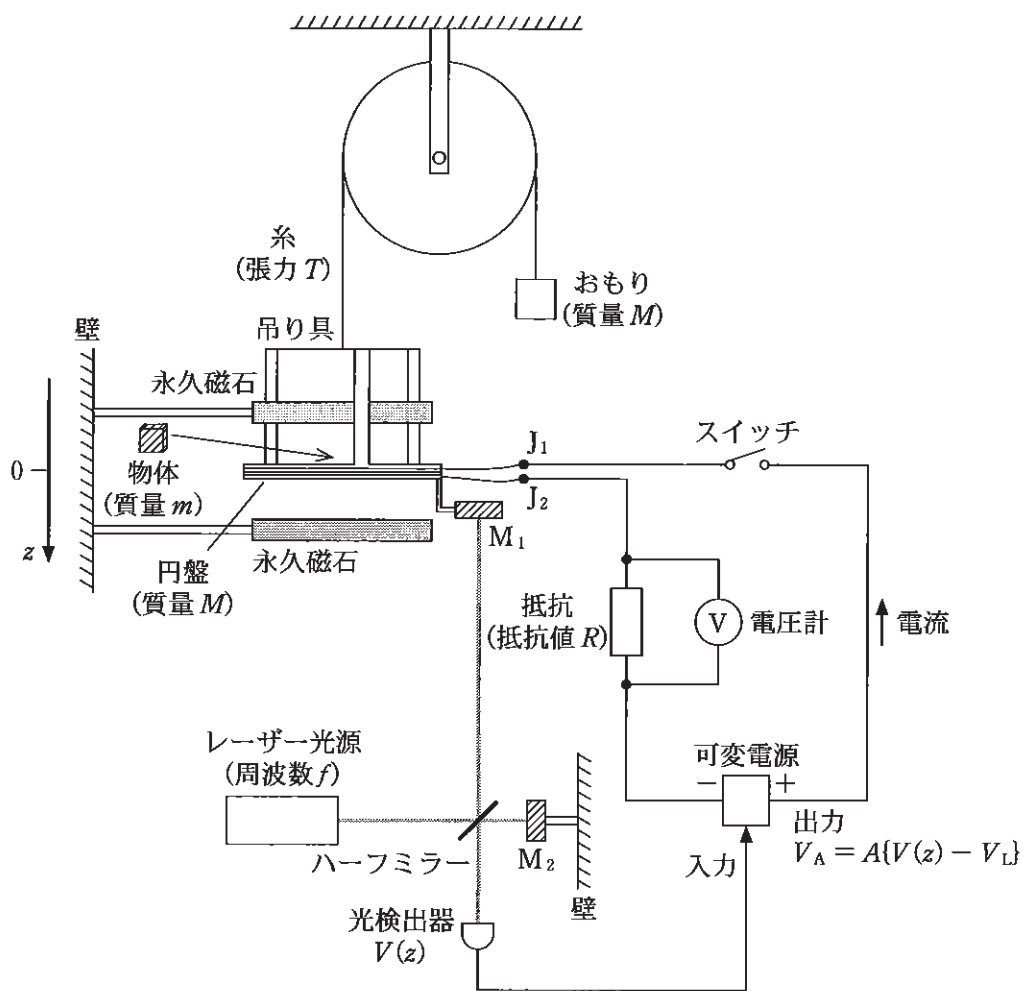 糸
(張力 T)
おもり
(質量 M)
吊り具
壁
永久磁石
物体
(質量 m)
0
z
円盤
(質量 M)
永久磁石
J1
J2
スイッチ
M1
抵抗
(抵抗値 R)
V
電圧計
電流
レーザー光源
(周波数 f)
ハーフミラー
M2
壁
可変電源
− +
出力
VA = A{V(z) − VL}
入力
光検出器
V(z)